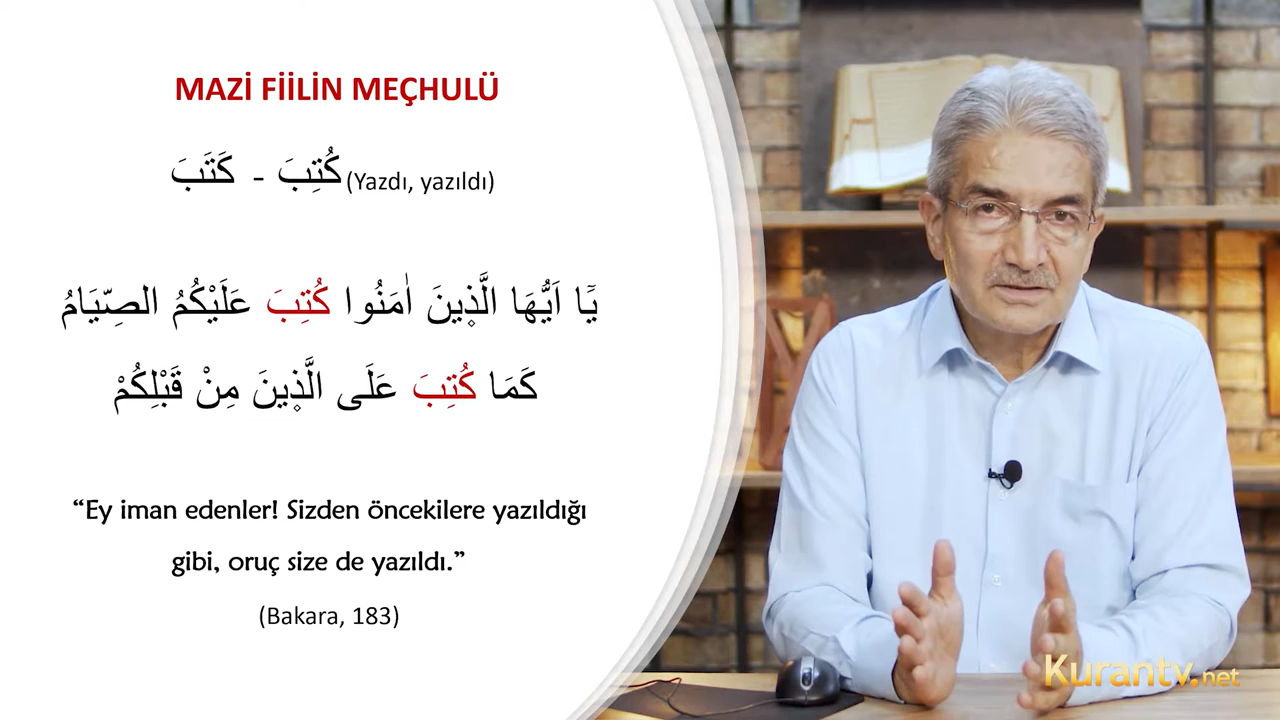 MAZİ FİİLİN MEÇHULÜ
كَتَبَ - كُتِبَ (Yazdı, yazıldı)
يَٓا اَيُّهَا الَّذ۪ينَ اٰمَنُوا كُتِبَ عَلَيْكُمُ الصِّيَامُ
كَمَا كُتِبَ عَلَى الَّذ۪ينَ مِنْ قَبْلِكُمْ
“Ey iman edenler! Sizden öncekilere yazıldığı
gibi, oruç size de yazıldı.”
(Bakara, 183)
Kurantv.net